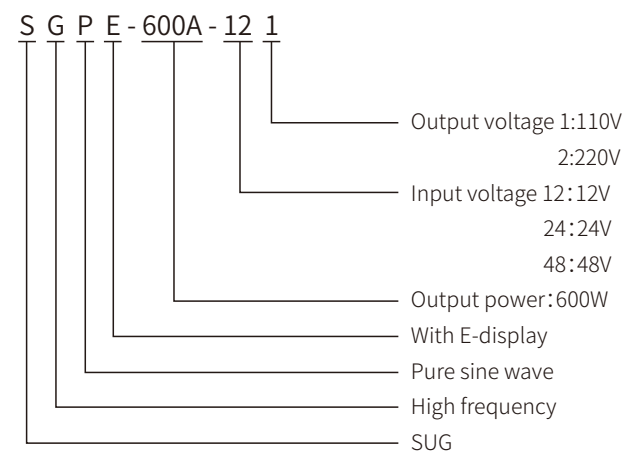 S G P E - 600A - 12 1
Output voltage 1:110V
2:220V
Input voltage 12：12V
24：24V
48：48V
Output power：600W
With E-display
Pure sine wave
High frequency
SUG